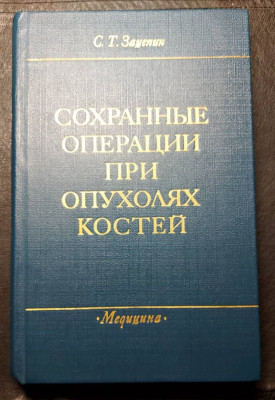 С. Т. Зацепин
СОХРАННЫЕ
ОПЕРАЦИИ
ПРИ
ОПУХОЛЯХ
КОСТЕЙ
·Медицина·